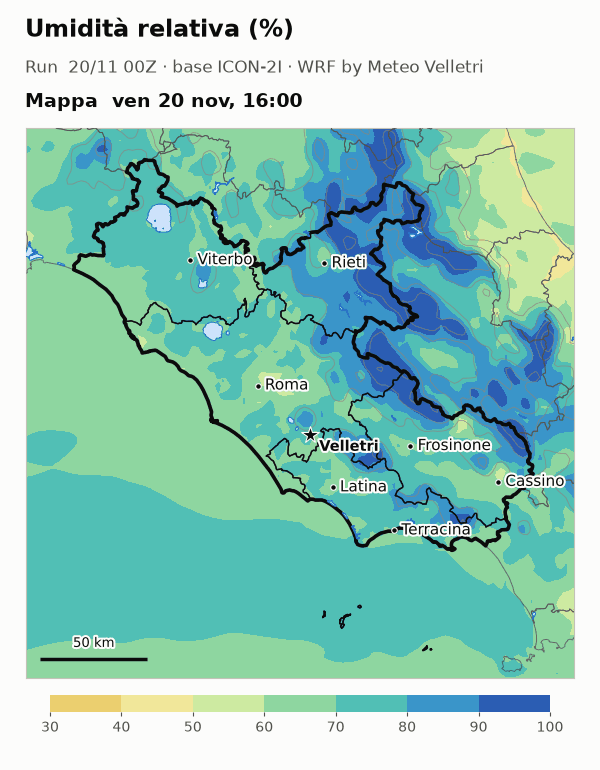 Umidità relativa (%)
Run 20/11 00Z · base ICON-2I · WRF by Meteo Velletri
Mappa ven 20 nov, 16:00
Viterbo
Rieti
Roma
Velletri
Frosinone
Cassino
Latina
Terracina
50 km
30 40 50 60 70 80 90 100